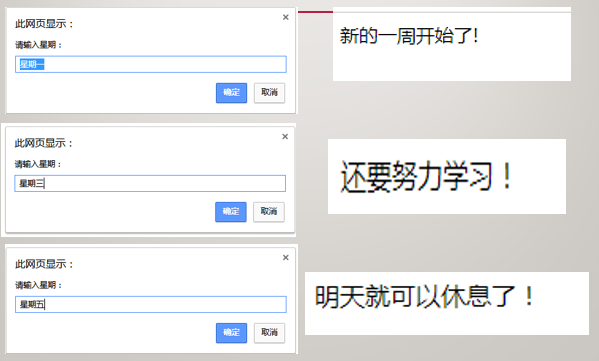 此网页显示：
×
请输入星期：
星期一
确定 取消
新的一周开始了!
此网页显示：
×
请输入星期：
星期三
确定 取消
还要努力学习！
此网页显示：
×
请输入星期：
星期五
确定 取消
明天就可以休息了！